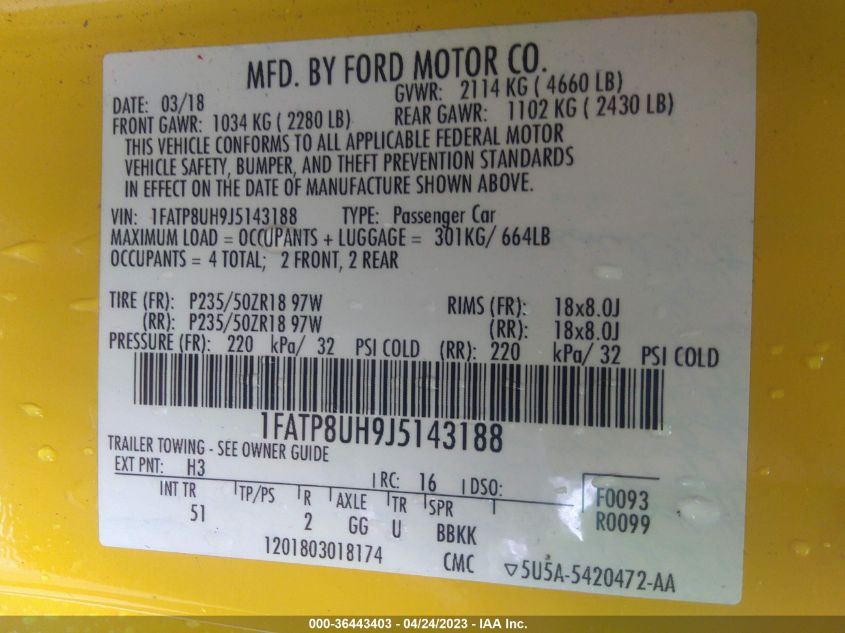 MFD. BY FORD MOTOR CO.
DATE: 03/18 GVWR: 2114 KG ( 4660 LB)
FRONT GAWR: 1034 KG ( 2280 LB) REAR GAWR: 1102 KG ( 2430 LB)
THIS VEHICLE CONFORMS TO ALL APPLICABLE FEDERAL MOTOR
VEHICLE SAFETY, BUMPER, AND THEFT PREVENTION STANDARDS
IN EFFECT ON THE DATE OF MANUFACTURE SHOWN ABOVE.
VIN: 1FATP8UH9J5143188 TYPE: Passenger Car
MAXIMUM LOAD = OCCUPANTS + LUGGAGE = 301KG/ 664LB
OCCUPANTS = 4 TOTAL; 2 FRONT, 2 REAR
TIRE (FR): P235/50ZR18 97W RIMS (FR): 18x8.0J
(RR): P235/50ZR18 97W (RR): 18x8.0J
PRESSURE (FR): 220 kPa/ 32 PSI COLD (RR): 220 kPa/ 32 PSI COLD
1FATP8UH9J5143188
TRAILER TOWING - SEE OWNER GUIDE
EXT PNT: H3 RC: 16 DSO:
INT TR TP/PS R AXLE TR SPR F0093
51 2 GG U BBKK R0099
1201803018174 CMC ▽5U5A-5420472-AA
000-36443403 - 04/24/2023 - IAA Inc.